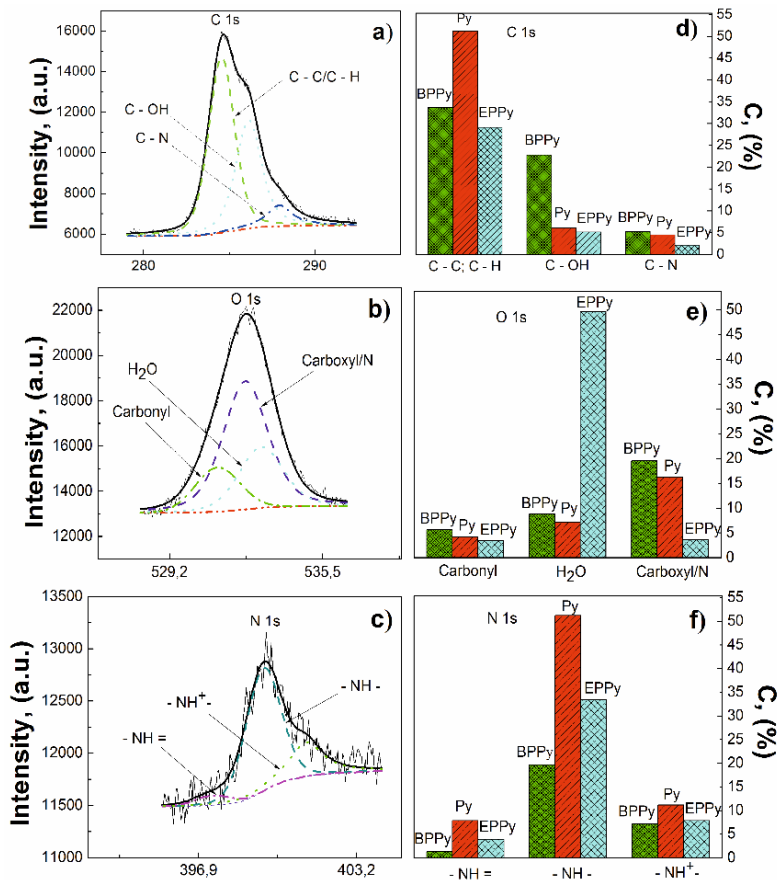 C 1s
a)
16000
14000
12000
10000
8000
6000
Intensity, (a.u.)
C - C/C - H
C - OH
C - N
280
290
C 1s
d)
Py
BPPy
EPPy
BPPy
Py
EPPy
BPPy
Py
EPPy
55
50
45
40
35
30
25
20
15
10
5
0
C, (%)
C - C; C - H
C - OH
C - N
O 1s
b)
22000
20000
18000
16000
14000
12000
Intensity, (a.u.)
H2O
Carboxyl/N
Carbonyl
529,2
535,5
O 1s
e)
EPPy
BPPy
Py
EPPy
BPPy
Py
BPPy
Py
EPPy
50
45
40
35
30
25
20
15
10
5
0
C, (%)
Carbonyl
H2O
Carboxyl/N
N 1s
c)
13500
13000
12500
12000
11500
11000
Intensity, (a.u.)
- NH -
- NH+-
- NH =
396,9
403,2
N 1s
f)
Py
EPPy
BPPy
Py
BPPy
EPPy
Py
BPPy
EPPy
55
50
45
40
35
30
25
20
15
10
5
0
C, (%)
- NH =
- NH -
- NH+-